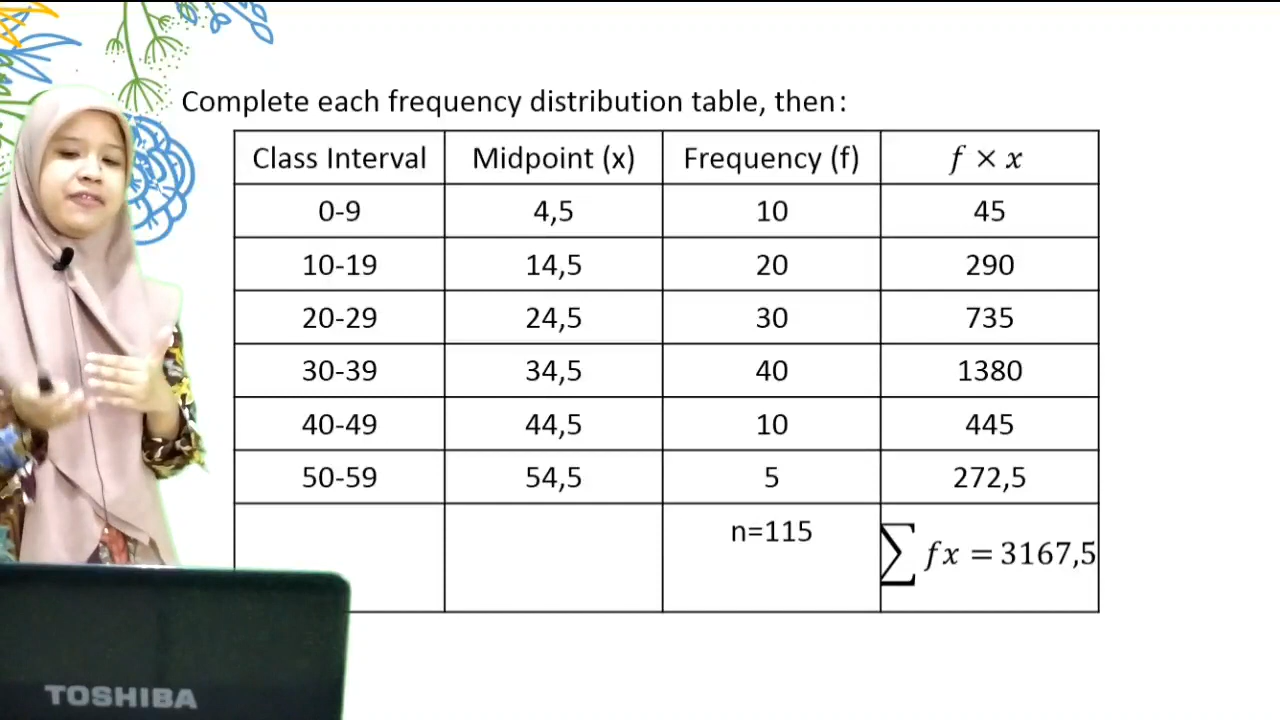 Complete each frequency distribution table, then:
Class Interval Midpoint (x) Frequency (f) f × x
0-9 4,5 10 45
10-19 14,5 20 290
20-29 24,5 30 735
30-39 34,5 40 1380
40-49 44,5 10 445
50-59 54,5 5 272,5
n=115 ∑ fx = 3167,5
TOSHIBA